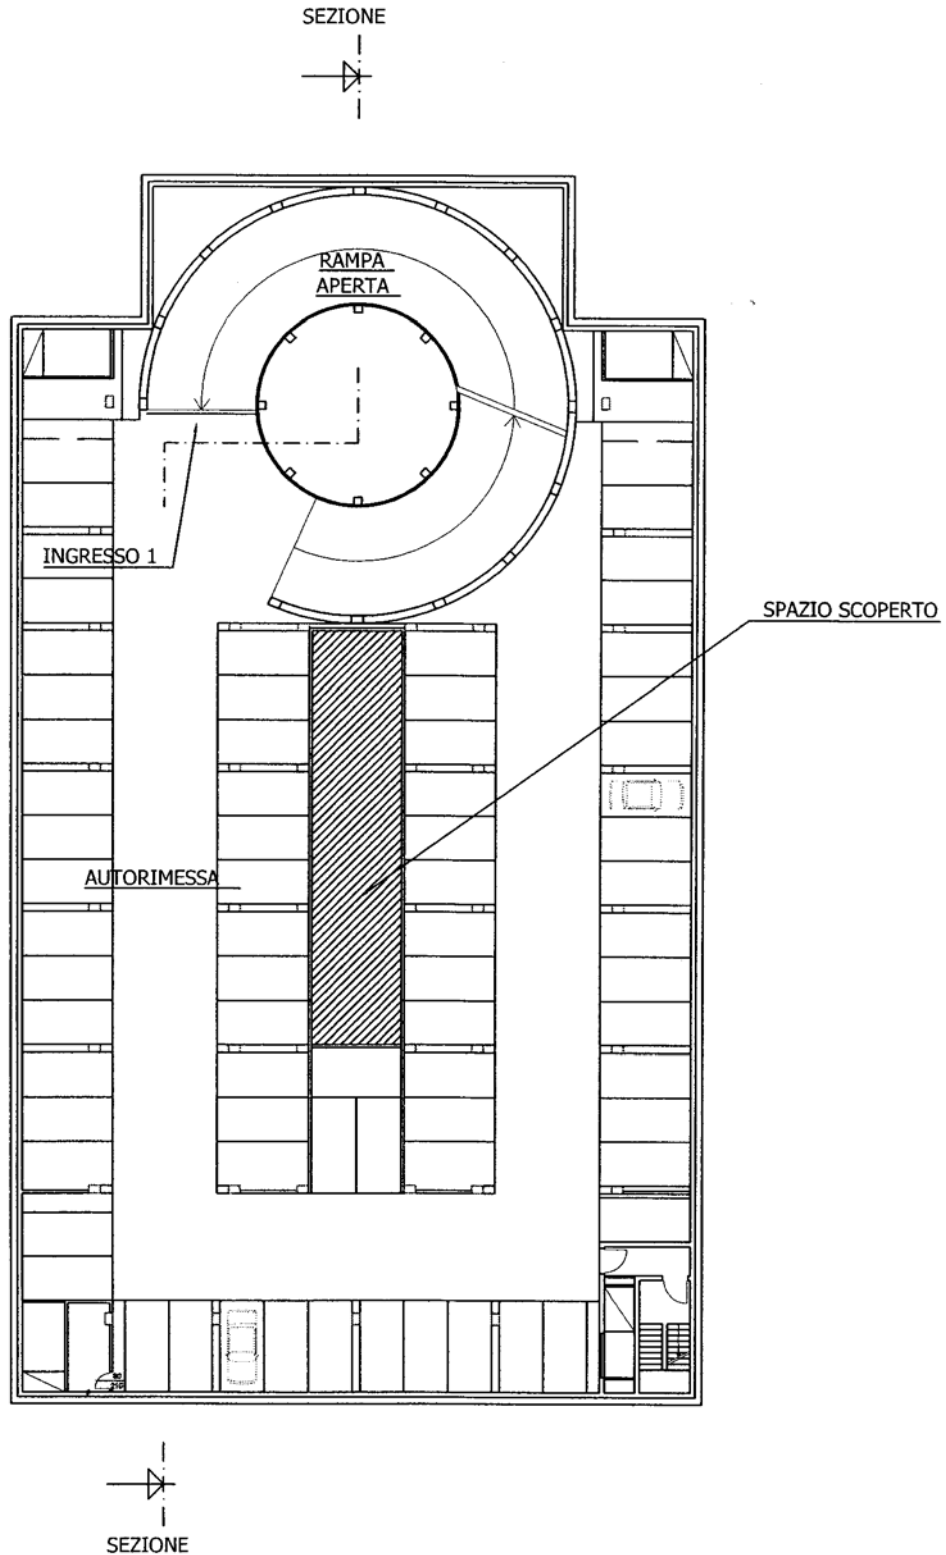 SEZIONE
RAMPA
APERTA
INGRESSO 1
SPAZIO SCOPERTO
AUTORIMESSA
SEZIONE